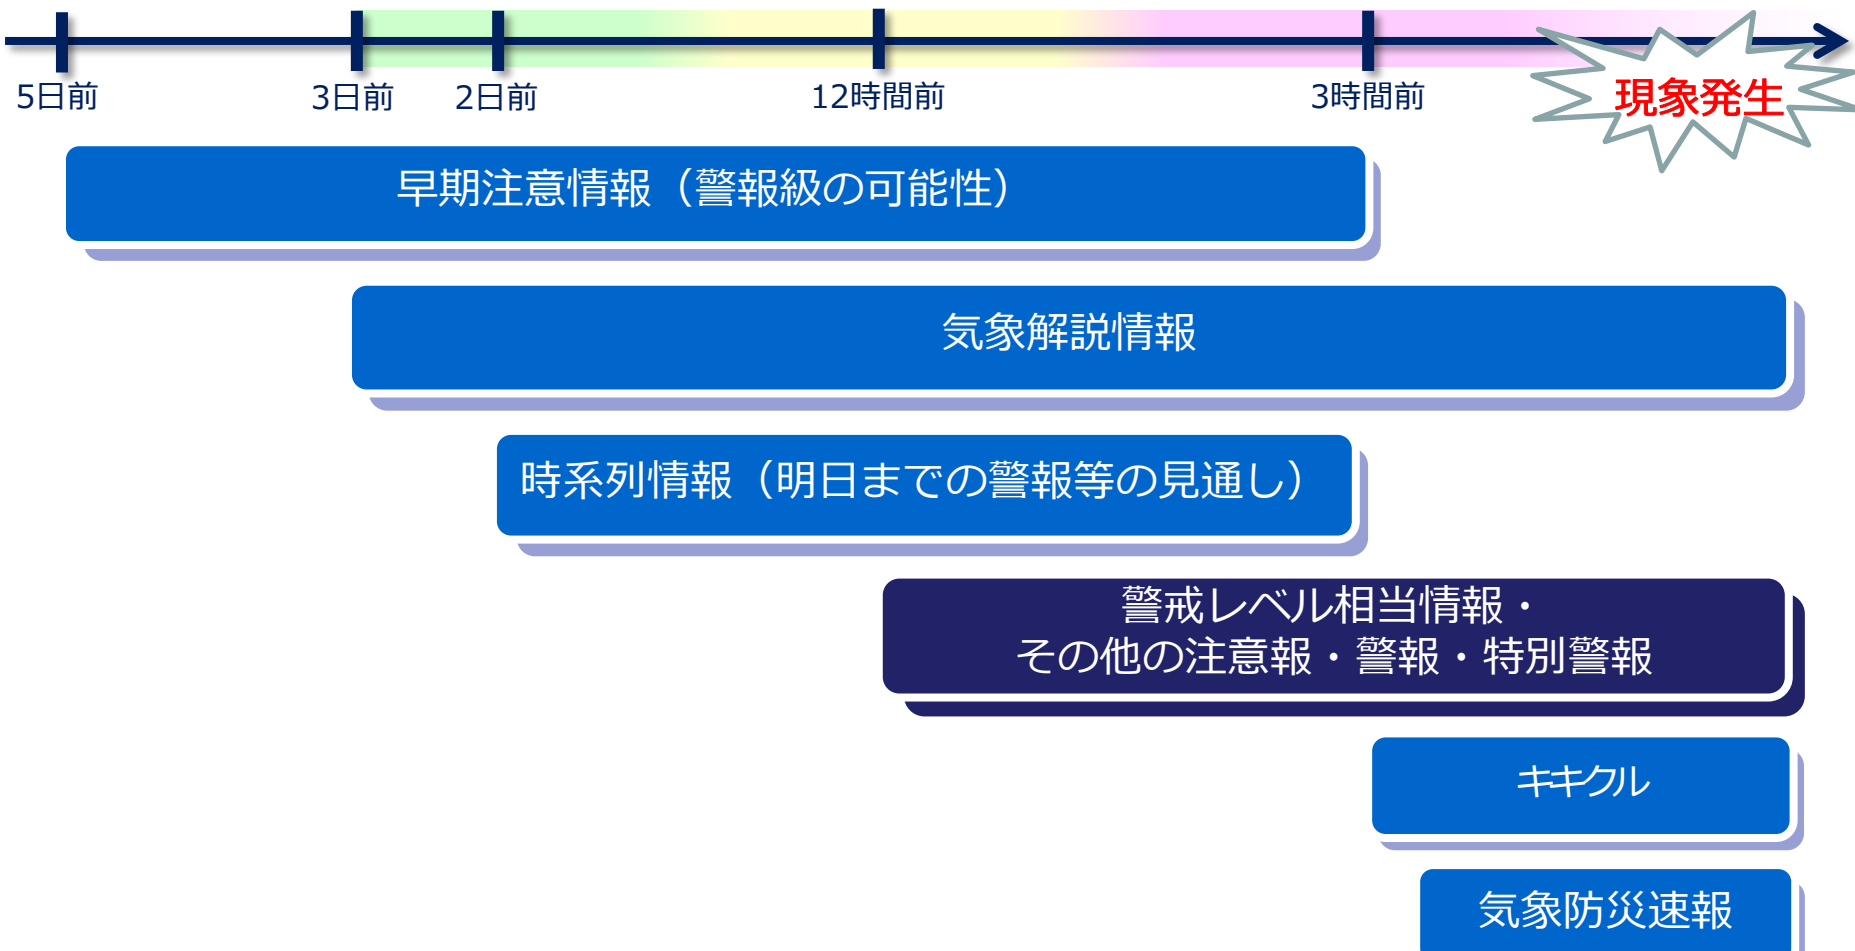 5日前
3日前
2日前
12時間前
3時間前
現象発生
早期注意情報（警報級の可能性）
気象解説情報
時系列情報（明日までの警報等の見通し）
警戒レベル相当情報・
その他の注意報・警報・特別警報
キキクル
気象防災速報